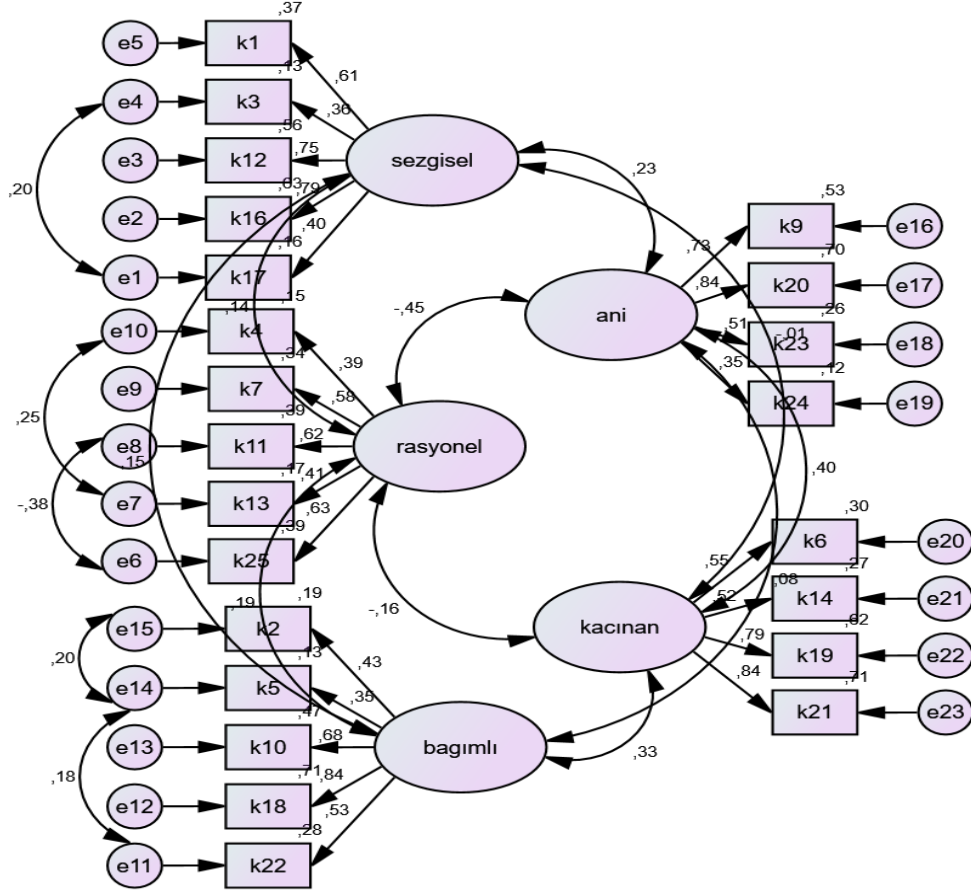 ,37
e5
k1
,61
,13
e4
k3
,36
,56
e3
k12
,75
sezgisel
,20
,63
,79
e2
k16
,40
,16
e1
k17
,14
,15
e10
k4
,39
,34
e9
k7
,58
,39
,25
e8
k11
,62
rasyonel
,15
,17
,41
-,38
e7
k13
,63
,39
e6
k25
,19
,19
e15
k2
,43
,20
,13
e14
k5
,35
,47
e13
k10
,68
bagımlı
,18
,71
,84
e12
k18
,53
,28
e11
k22
,23
-,45
-,16
,33
ani
,53
,73
k9
e16
,70
,84
k20
e17
,26
,51
-,01
k23
e18
,12
,35
k24
e19
,40
kacınan
,30
,55
k6
e20
,27
,52
,08
k14
e21
,62
,79
k19
e22
,71
,84
k21
e23